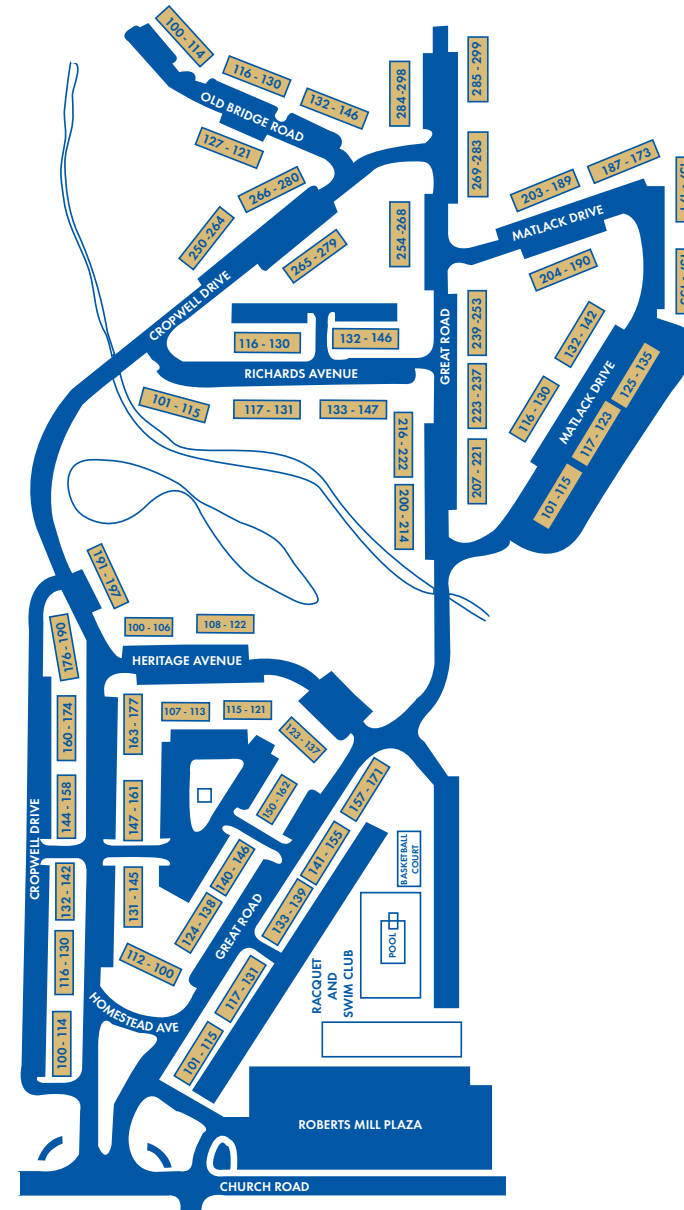 100 - 114
116 - 130
132 - 146
OLD BRIDGE ROAD
127 - 121
284 -298
285 - 299
269 -283
266 - 280
250 -264
265 - 279
254 -268
CROPWELL DRIVE
187 - 173
203 - 189
MATLACK DRIVE
204 - 190
116 - 130
132 - 146
RICHARDS AVENUE
101 - 115
117 - 131
133 - 147
GREAT ROAD
239 -253
223 - 237
207 - 221
216 -
222
200 - 214
132 - 142
116 -130
MATLACK DRIVE
125 - 135
117 - 123
101 -115
191 - 197
176 - 190
100 - 106
108 - 122
HERITAGE AVENUE
107 - 113
115 - 121
123 -137
160 - 174
163 - 177
150 -162
157 - 171
144 - 158
147 - 161
CROPWELL DRIVE
140 -146
141 - 155
132 - 142
131 - 145
124 - 138
133 - 139
GREAT ROAD
116 - 130
112 - 100
117 - 131
HOMESTEAD AVE
100 - 114
101 - 115
BASKETBALL
COURT
POOL
RACQUET
AND
SWIM CLUB
ROBERTS MILL PLAZA
CHURCH ROAD